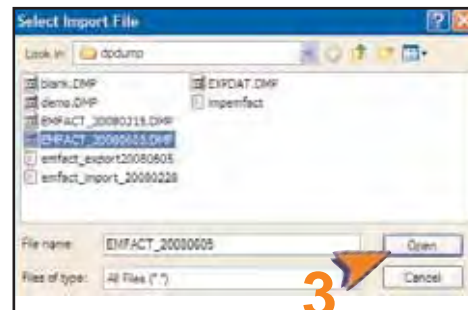 Select Import File
Look in: dpdump
blank.DMP
demo.DMP
EMFACT_20080215.DMP
EMFACT_20080605.DMP
emfact_export20080605
emfact_import_20080228
EXPDAT.DMP
impemfact
File name: EMFACT_20080605 Open
Files of type: All Files (*.*) Cancel
3